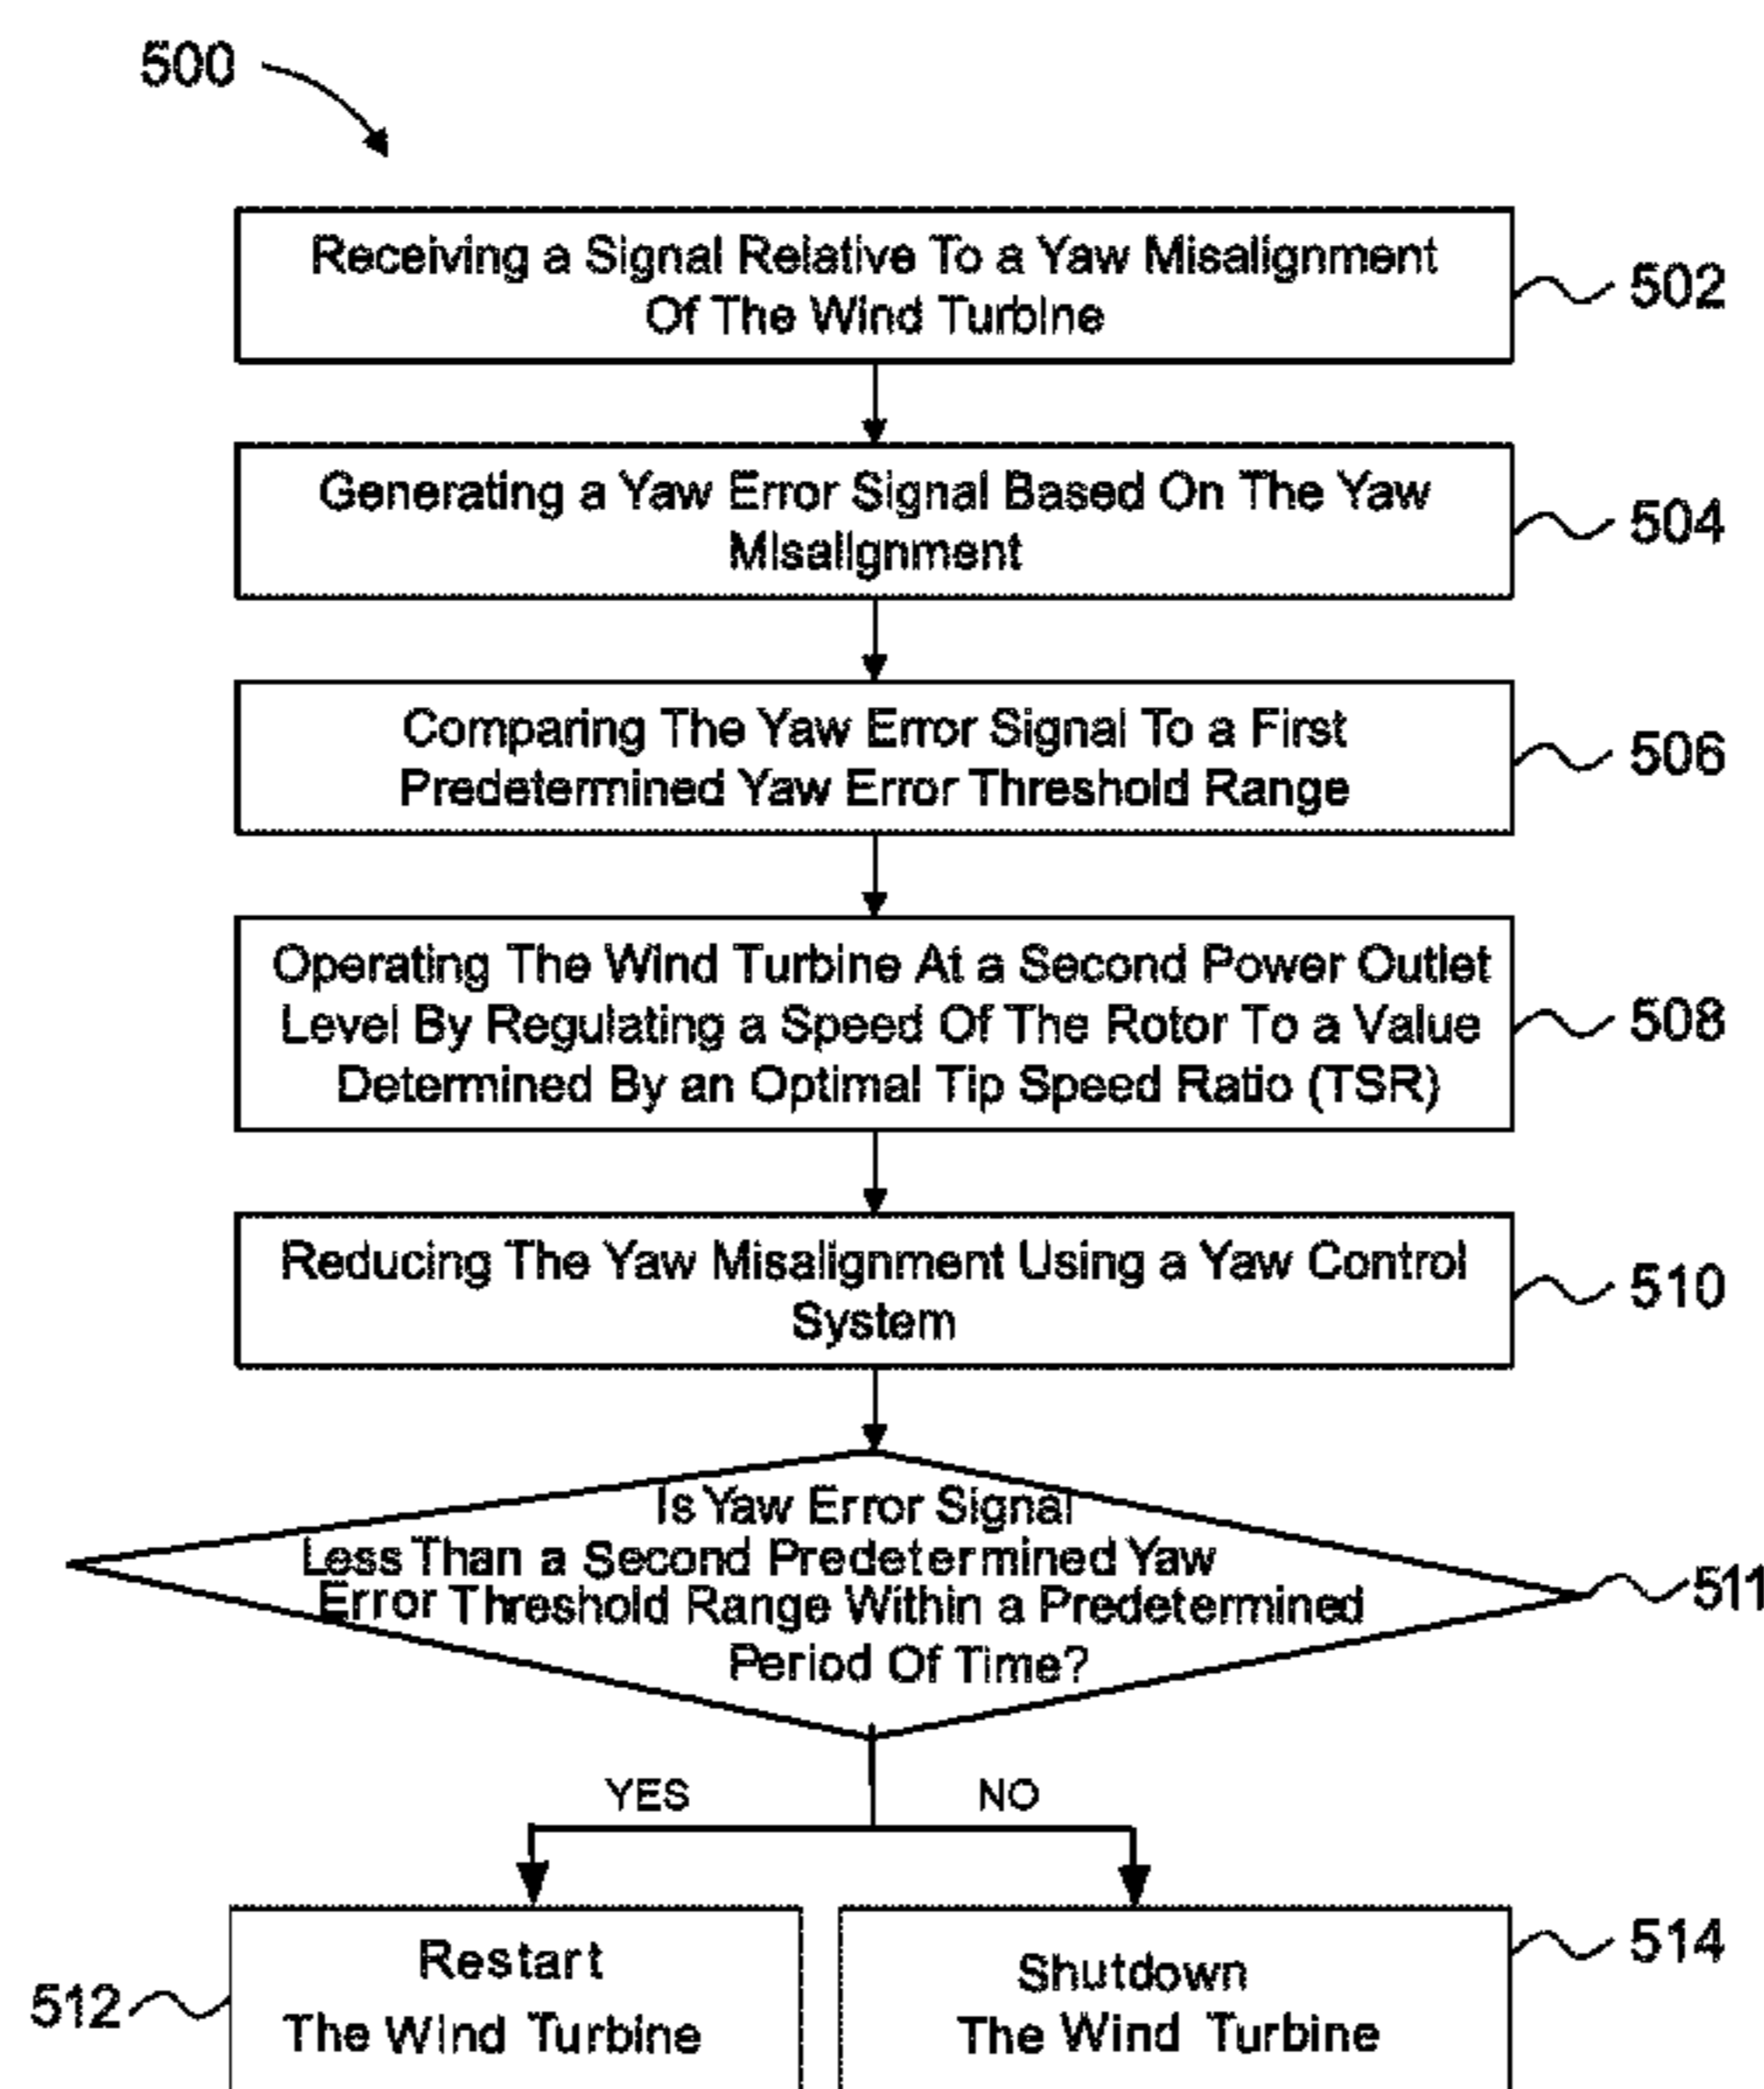 500
Receiving a Signal Relative To a Yaw Misalignment
Of The Wind Turbine
502
Generating a Yaw Error Signal Based On The Yaw
Misalignment
504
Comparing The Yaw Error Signal To a First
Predetermined Yaw Error Threshold Range
506
Operating The Wind Turbine At a Second Power Outlet
Level By Regulating a Speed Of The Rotor To a Value
Determined By an Optimal Tip Speed Ratio (TSR)
508
Reducing The Yaw Misalignment Using a Yaw Control
System
510
Is Yaw Error Signal
Less Than a Second Predetermined Yaw
Error Threshold Range Within a Predetermined
Period Of Time?
511
YES
NO
Restart
The Wind Turbine
512
Shutdown
The Wind Turbine
514